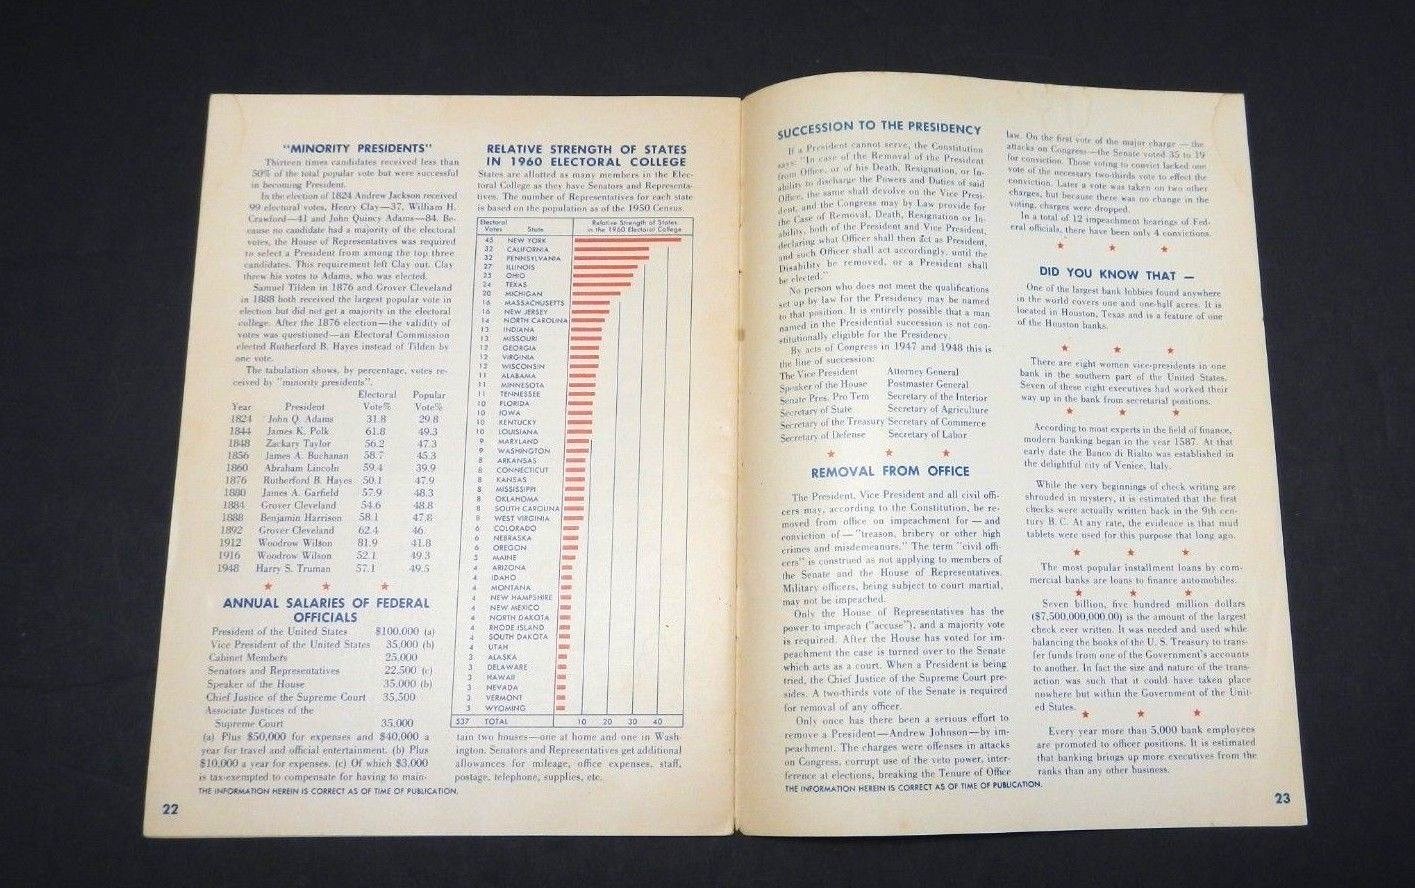 "MINORITY PRESIDENTS"
Thirteen times candidates received less than
50% of the total popular vote but were successful
in becoming President.
In the election of 1824 Andrew Jackson received
99 electoral votes, Henry Clay—37, William H.
Crawford—41 and John Quincy Adams—84. Be-
cause no candidate had a majority of the electoral
votes, the House of Representatives was required
to select a President from among the top three
candidates. This requirement left Clay out. Clay
threw his votes to Adams, who was elected.
Samuel Tilden in 1876 and Grover Cleveland
in 1888 both received the largest popular vote in
election but did not get a majority in the electoral
college. After the 1876 election—the validity of
votes was questioned—an Electoral Commission
elected Rutherford B. Hayes instead of Tilden by
one vote.
The tabulation shows, by percentage, votes re-
ceived by "minority presidents".
Electoral Popular
Year President Vote% Vote%
1824 John Q. Adams 31.8 29.8
1844 James K. Polk 61.8 49.3
1848 Zackary Taylor 56.2 47.3
1856 James A. Buchanan 58.7 45.3
1860 Abraham Lincoln 59.4 39.9
1876 Rutherford B. Hayes 50.1 47.9
1880 James A. Garfield 57.9 48.3
1884 Grover Cleveland 54.6 48.8
1888 Benjamin Harrison 58.1 47.8
1892 Grover Cleveland 62.4 46
1912 Woodrow Wilson 81.9 41.8
1916 Woodrow Wilson 52.1 49.3
1948 Harry S. Truman 57.1 49.5
ANNUAL SALARIES OF FEDERAL
OFFICIALS
President of the United States $100,000 (a)
Vice President of the United States 35,000 (b)
Cabinet Members 25,000
Senators and Representatives 22,500 (c)
Speaker of the House 35,000 (b)
Chief Justice of the Supreme Court 35,500
Associate Justices of the
Supreme Court 35,000
(a) Plus $50,000 for expenses and $40,000 a
year for travel and official entertainment. (b) Plus
$10,000 a year for expenses. (c) Of which $3,000
is tax-exempted to compensate for having to main-
RELATIVE STRENGTH OF STATES
IN 1960 ELECTORAL COLLEGE
States are allotted as many members in the Elec-
toral College as they have Senators and Representa-
tives. The number of Representatives for each state
is based on the population as of the 1950 Census.
Electoral Votes State Relative Strength of States in the 1960 Electoral College
45 NEW YORK
32 CALIFORNIA
32 PENNSYLVANIA
27 ILLINOIS
25 OHIO
24 TEXAS
20 MICHIGAN
16 MASSACHUSETTS
16 NEW JERSEY
14 NORTH CAROLINA
13 INDIANA
13 MISSOURI
12 GEORGIA
12 VIRGINIA
12 WISCONSIN
11 ALABAMA
11 MINNESOTA
11 TENNESSEE
10 FLORIDA
10 IOWA
10 KENTUCKY
10 LOUISIANA
9 MARYLAND
9 WASHINGTON
8 ARKANSAS
8 CONNECTICUT
8 KANSAS
8 MISSISSIPPI
8 OKLAHOMA
8 SOUTH CAROLINA
8 WEST VIRGINIA
6 COLORADO
6 NEBRASKA
6 OREGON
5 MAINE
4 ARIZONA
4 IDAHO
4 MONTANA
4 NEW HAMPSHIRE
4 NEW MEXICO
4 NORTH DAKOTA
4 RHODE ISLAND
4 SOUTH DAKOTA
4 UTAH
3 ALASKA
3 DELAWARE
3 HAWAII
3 NEVADA
3 VERMONT
3 WYOMING
537 TOTAL 10 20 30 40
tain two houses—one at home and one in Wash-
ington. Senators and Representatives get additional
allowances for mileage, office expenses, staff,
postage, telephone, supplies, etc.
THE INFORMATION HEREIN IS CORRECT AS OF TIME OF PUBLICATION.
22
SUCCESSION TO THE PRESIDENCY
If a President cannot serve, the Constitution
says: "In case of the Removal of the President
from Office, or of his Death, Resignation, or In-
ability to discharge the Powers and Duties of said
Office, the same shall devolve on the Vice Presi-
dent, and the Congress may by Law provide for
the Case of Removal, Death, Resignation or In-
ability, both of the President and Vice President,
declaring what Officer shall then act as President,
and such Officer shall act accordingly, until the
Disability be removed, or a President shall
be elected."
No person who does not meet the qualifications
set up by law for the Presidency may be named
to that position. It is entirely possible that a man
named in the Presidential succession is not con-
stitutionally eligible for the Presidency.
By acts of Congress in 1947 and 1948 this is
the line of succession:
The Vice President Attorney General
Speaker of the House Postmaster General
Senate Pres. Pro Tem Secretary of the Interior
Secretary of State Secretary of Agriculture
Secretary of the Treasury Secretary of Commerce
Secretary of Defense Secretary of Labor
REMOVAL FROM OFFICE
The President, Vice President and all civil offi-
cers may, according to the Constitution, be re-
moved from office on impeachment for—and
conviction of—"treason, bribery or other high
crimes and misdemeanurs." The term "civil offi-
cers" is construed as not applying to members of
the Senate and the House of Representatives.
Military officers, being subject to court martial,
may not be impeached.
Only the House of Representatives has the
power to impeach ("accuse"), and a majority vote
is required. After the House has voted for im-
peachment the case is turned over to the Senate
which acts as a court. When a President is being
tried, the Chief Justice of the Supreme Court pre-
sides. A two-thirds vote of the Senate is required
for removal of any officer.
Only once has there been a serious effort to
remove a President—Andrew Johnson—by im-
peachment. The charges were offenses in attacks
on Congress, corrupt use of the veto power, inter-
ference at elections, breaking the Tenure of Office
law. On the first vote of the major charge—the
attacks on Congress—the Senate voted 35 to 19
for conviction. Those voting to convict lacked one
vote of the necessary two-thirds vote to effect the
conviction. Later a vote was taken on two other
charges, but because there was no change in the
voting, charges were dropped.
In a total of 12 impeachment hearings of Fed-
eral officials, there have been only 4 convictions.
DID YOU KNOW THAT —
One of the largest bank lobbies found anywhere
in the world covers one and one-half acres. It is
located in Houston, Texas and is a feature of one
of the Houston banks.
There are eight women vice-presidents in one
bank in the southern part of the United States.
Seven of these eight executives had worked their
way up in the bank from secretarial positions.
According to most experts in the field of finance,
modern banking began in the year 1587. At that
early date the Banco di Rialto was established in
the delightful city of Venice, Italy.
While the very beginnings of check writing are
shrouded in mystery, it is estimated that the first
checks were actually written back in the 9th cen-
tury B. C. At any rate, the evidence is that mud
tablets were used for this purpose that long ago.
The most popular installment loans by com-
mercial banks are loans to finance automobiles.
Seven billion, five hundred million dollars
($7,500,000,000.00) is the amount of the largest
check ever written. It was needed and used while
balancing the books of the U. S. Treasury to trans-
fer funds from one of the Government's accounts
to another. In fact the size and nature of the trans-
action was such that it could have taken place
nowhere but within the Government of the Unit-
ed States.
Every year more than 5,000 bank employees
are promoted to officer positions. It is estimated
that banking brings up more executives from the
ranks than any other business.
THE INFORMATION HEREIN IS CORRECT AS OF TIME OF PUBLICATION.
23